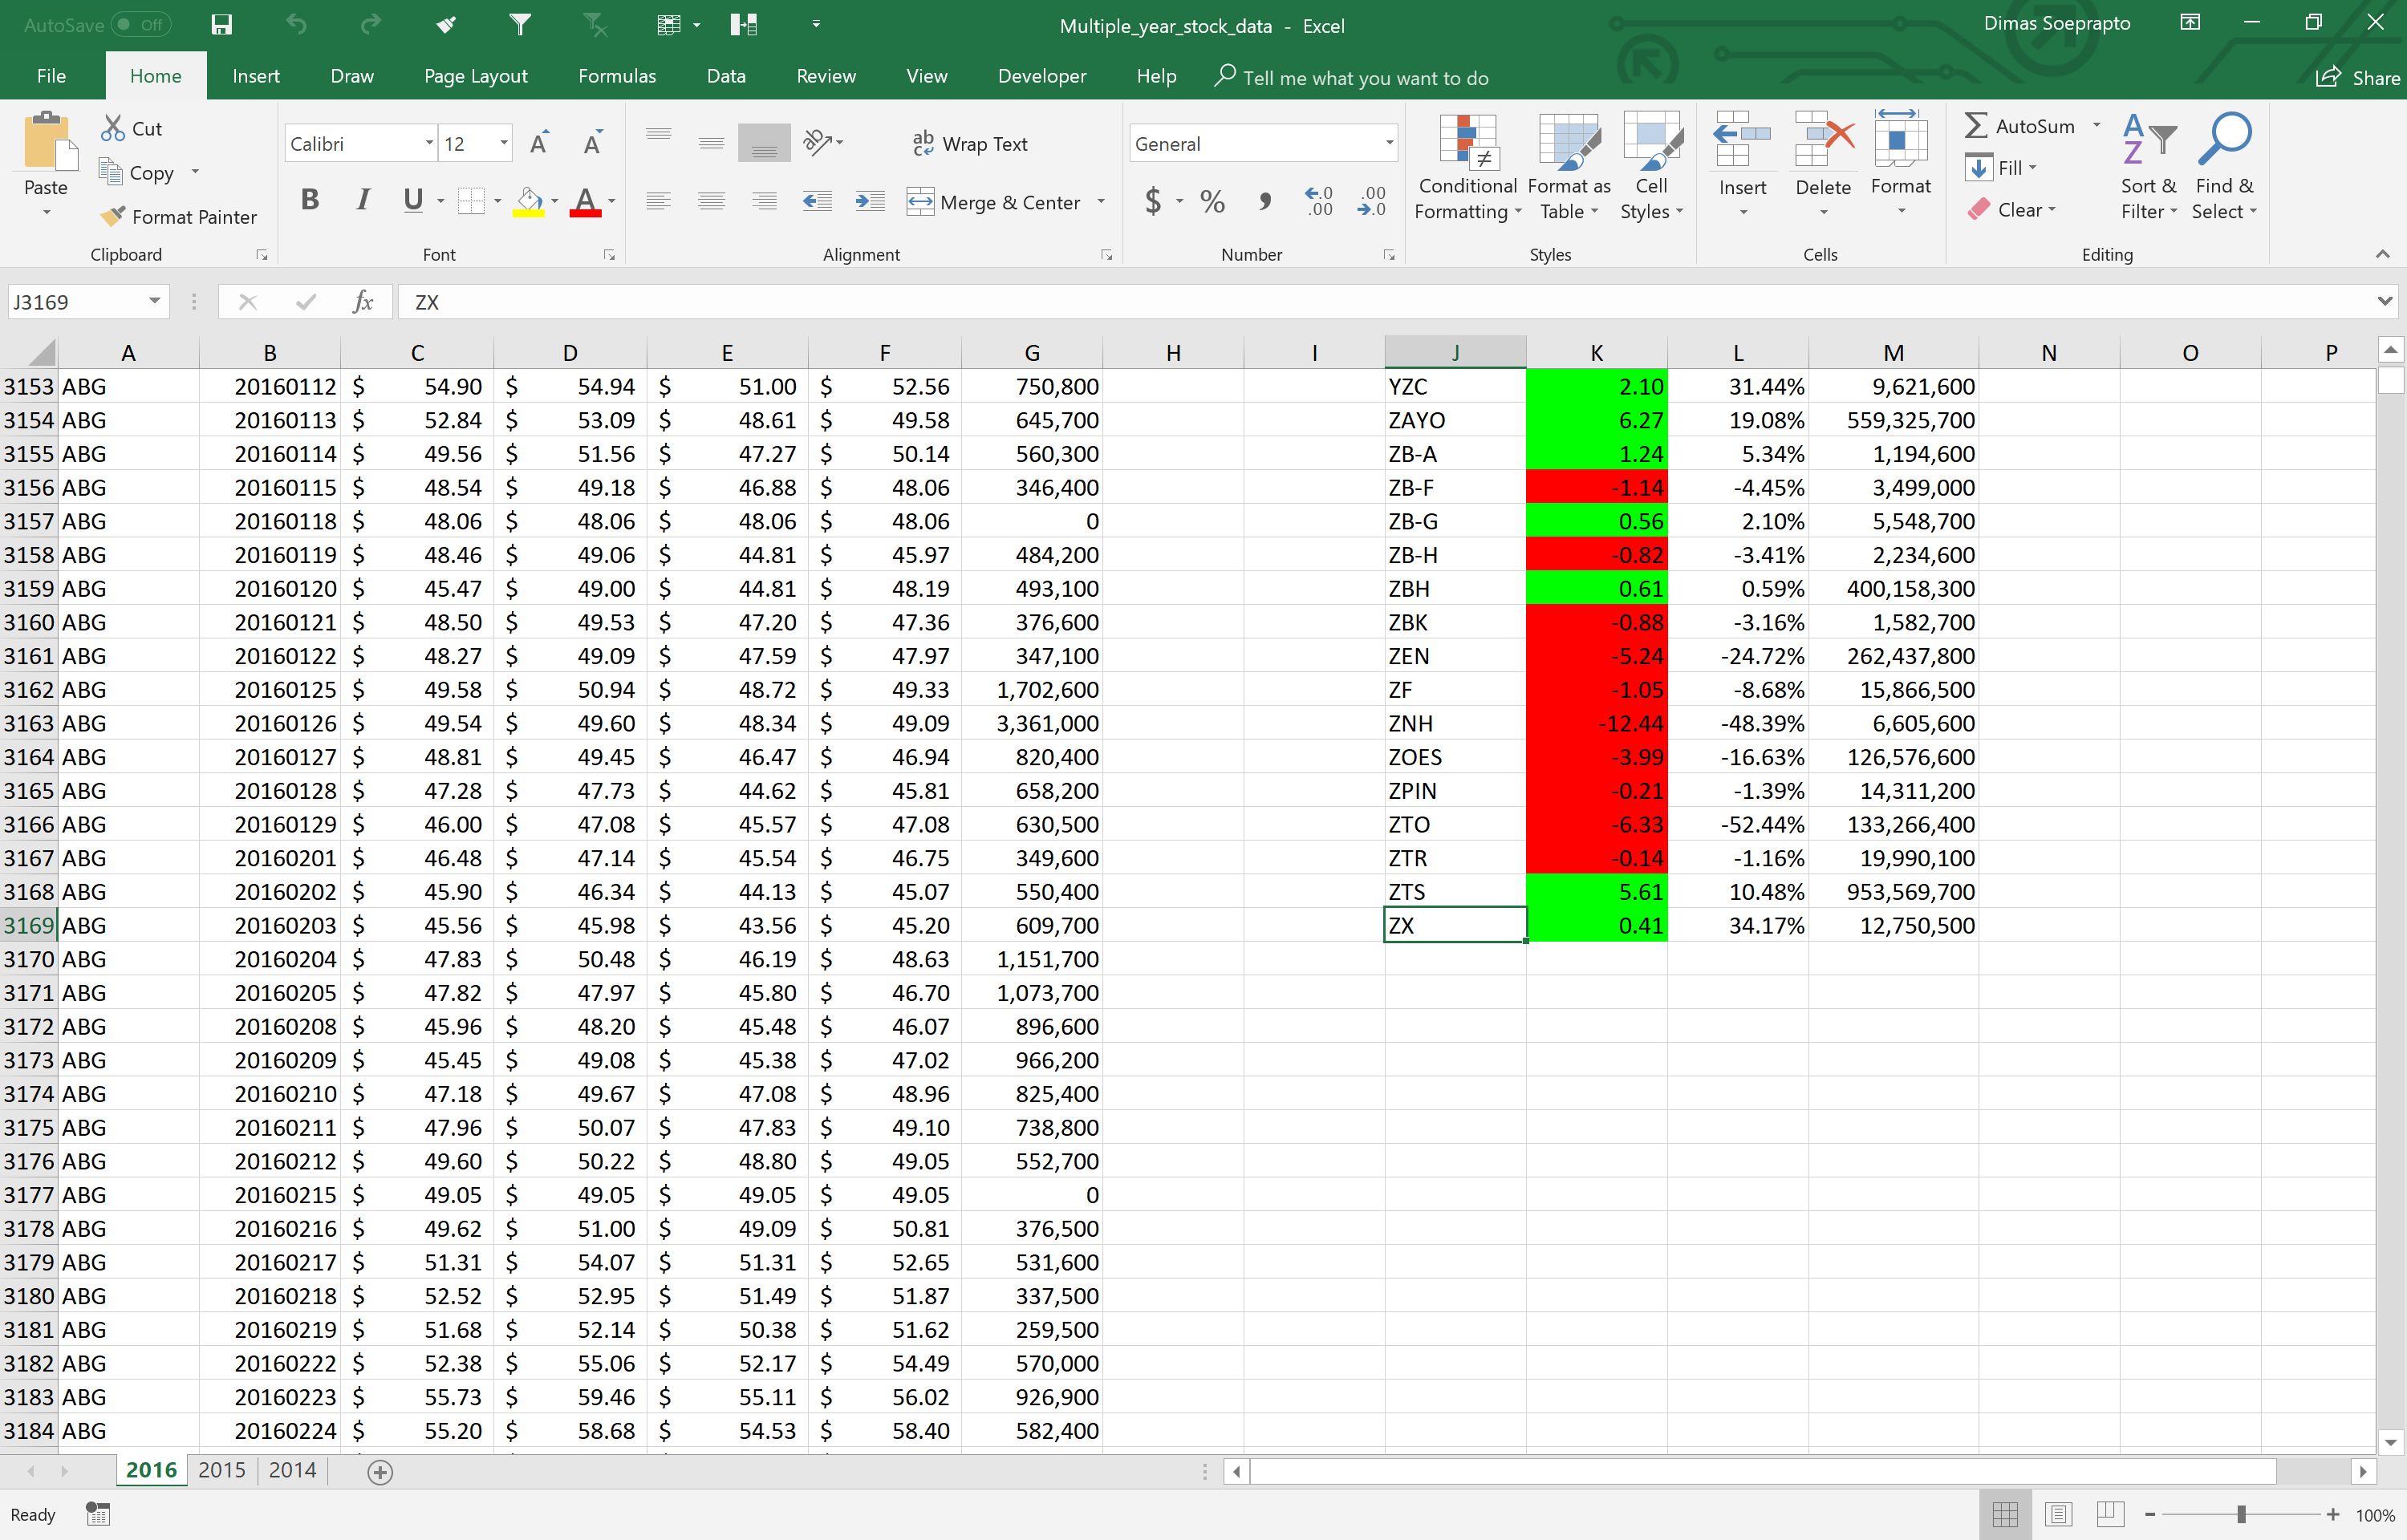 AutoSave Off Multiple_year_stock_data - Excel Dimas Soeprapto
File Home Insert Draw Page Layout Formulas Data Review View Developer Help Tell me what you want to do Share
Paste Cut Copy Format Painter Clipboard
Calibri 12 A A B I U A Font
ab Wrap Text Merge & Center Alignment
General $ % , .0 .00 .00 .0 Number
Conditional Formatting Format as Table Cell Styles Styles
Insert Delete Format Cells
AutoSum Fill Clear Sort & Filter Find & Select Editing
J3169 fx ZX
A B C D E F G H I J K L M N O P
3153 ABG 20160112 $ 54.90 $ 54.94 $ 51.00 $ 52.56 750,800 YZC 2.10 31.44% 9,621,600
3154 ABG 20160113 $ 52.84 $ 53.09 $ 48.61 $ 49.58 645,700 ZAYO 6.27 19.08% 559,325,700
3155 ABG 20160114 $ 49.56 $ 51.56 $ 47.27 $ 50.14 560,300 ZB-A 1.24 5.34% 1,194,600
3156 ABG 20160115 $ 48.54 $ 49.18 $ 46.88 $ 48.06 346,400 ZB-F -1.14 -4.45% 3,499,000
3157 ABG 20160118 $ 48.06 $ 48.06 $ 48.06 $ 48.06 0 ZB-G 0.56 2.10% 5,548,700
3158 ABG 20160119 $ 48.46 $ 49.06 $ 44.81 $ 45.97 484,200 ZB-H -0.82 -3.41% 2,234,600
3159 ABG 20160120 $ 45.47 $ 49.00 $ 44.81 $ 48.19 493,100 ZBH 0.61 0.59% 400,158,300
3160 ABG 20160121 $ 48.50 $ 49.53 $ 47.20 $ 47.36 376,600 ZBK -0.88 -3.16% 1,582,700
3161 ABG 20160122 $ 48.27 $ 49.09 $ 47.59 $ 47.97 347,100 ZEN -5.24 -24.72% 262,437,800
3162 ABG 20160125 $ 49.58 $ 50.94 $ 48.72 $ 49.33 1,702,600 ZF -1.05 -8.68% 15,866,500
3163 ABG 20160126 $ 49.54 $ 49.60 $ 48.34 $ 49.09 3,361,000 ZNH -12.44 -48.39% 6,605,600
3164 ABG 20160127 $ 48.81 $ 49.45 $ 46.47 $ 46.94 820,400 ZOES -3.99 -16.63% 126,576,600
3165 ABG 20160128 $ 47.28 $ 47.73 $ 44.62 $ 45.81 658,200 ZPIN -0.21 -1.39% 14,311,200
3166 ABG 20160129 $ 46.00 $ 47.08 $ 45.57 $ 47.08 630,500 ZTO -6.33 -52.44% 133,266,400
3167 ABG 20160201 $ 46.48 $ 47.14 $ 45.54 $ 46.75 349,600 ZTR -0.14 -1.16% 19,990,100
3168 ABG 20160202 $ 45.90 $ 46.34 $ 44.13 $ 45.07 550,400 ZTS 5.61 10.48% 953,569,700
3169 ABG 20160203 $ 45.56 $ 45.98 $ 43.56 $ 45.20 609,700 ZX 0.41 34.17% 12,750,500
3170 ABG 20160204 $ 47.83 $ 50.48 $ 46.19 $ 48.63 1,151,700
3171 ABG 20160205 $ 47.82 $ 47.97 $ 45.80 $ 46.70 1,073,700
3172 ABG 20160208 $ 45.96 $ 48.20 $ 45.48 $ 46.07 896,600
3173 ABG 20160209 $ 45.45 $ 49.08 $ 45.38 $ 47.02 966,200
3174 ABG 20160210 $ 47.18 $ 49.67 $ 47.08 $ 48.96 825,400
3175 ABG 20160211 $ 47.96 $ 50.07 $ 47.83 $ 49.10 738,800
3176 ABG 20160212 $ 49.60 $ 50.22 $ 48.80 $ 49.05 552,700
3177 ABG 20160215 $ 49.05 $ 49.05 $ 49.05 $ 49.05 0
3178 ABG 20160216 $ 49.62 $ 51.00 $ 49.09 $ 50.81 376,500
3179 ABG 20160217 $ 51.31 $ 54.07 $ 51.31 $ 52.65 531,600
3180 ABG 20160218 $ 52.52 $ 52.95 $ 51.49 $ 51.87 337,500
3181 ABG 20160219 $ 51.68 $ 52.14 $ 50.38 $ 51.62 259,500
3182 ABG 20160222 $ 52.38 $ 55.06 $ 52.17 $ 54.49 570,000
3183 ABG 20160223 $ 55.73 $ 59.46 $ 55.11 $ 56.02 926,900
3184 ABG 20160224 $ 55.20 $ 58.68 $ 54.53 $ 58.40 582,400
2016 2015 2014
Ready 100%